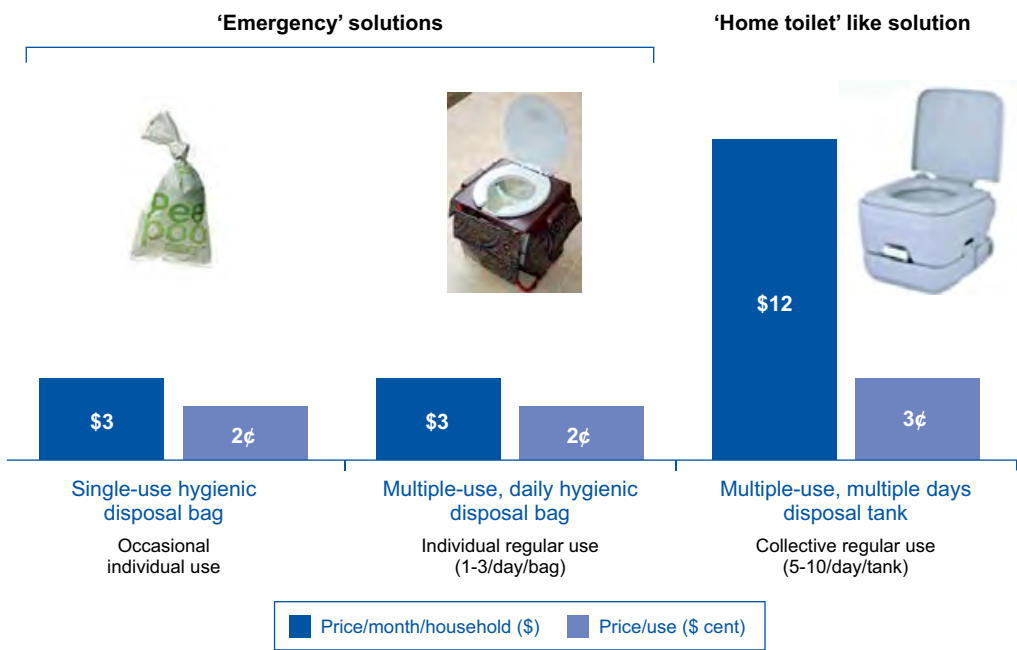 ‘Emergency’ solutions
‘Home toilet’ like solution
Pee
poo
$3
2¢
$3
2¢
$12
3¢
Single-use hygienic
disposal bag
Occasional
individual use
Multiple-use, daily hygienic
disposal bag
Individual regular use
(1-3/day/bag)
Multiple-use, multiple days
disposal tank
Collective regular use
(5-10/day/tank)
Price/month/household ($)
Price/use ($ cent)